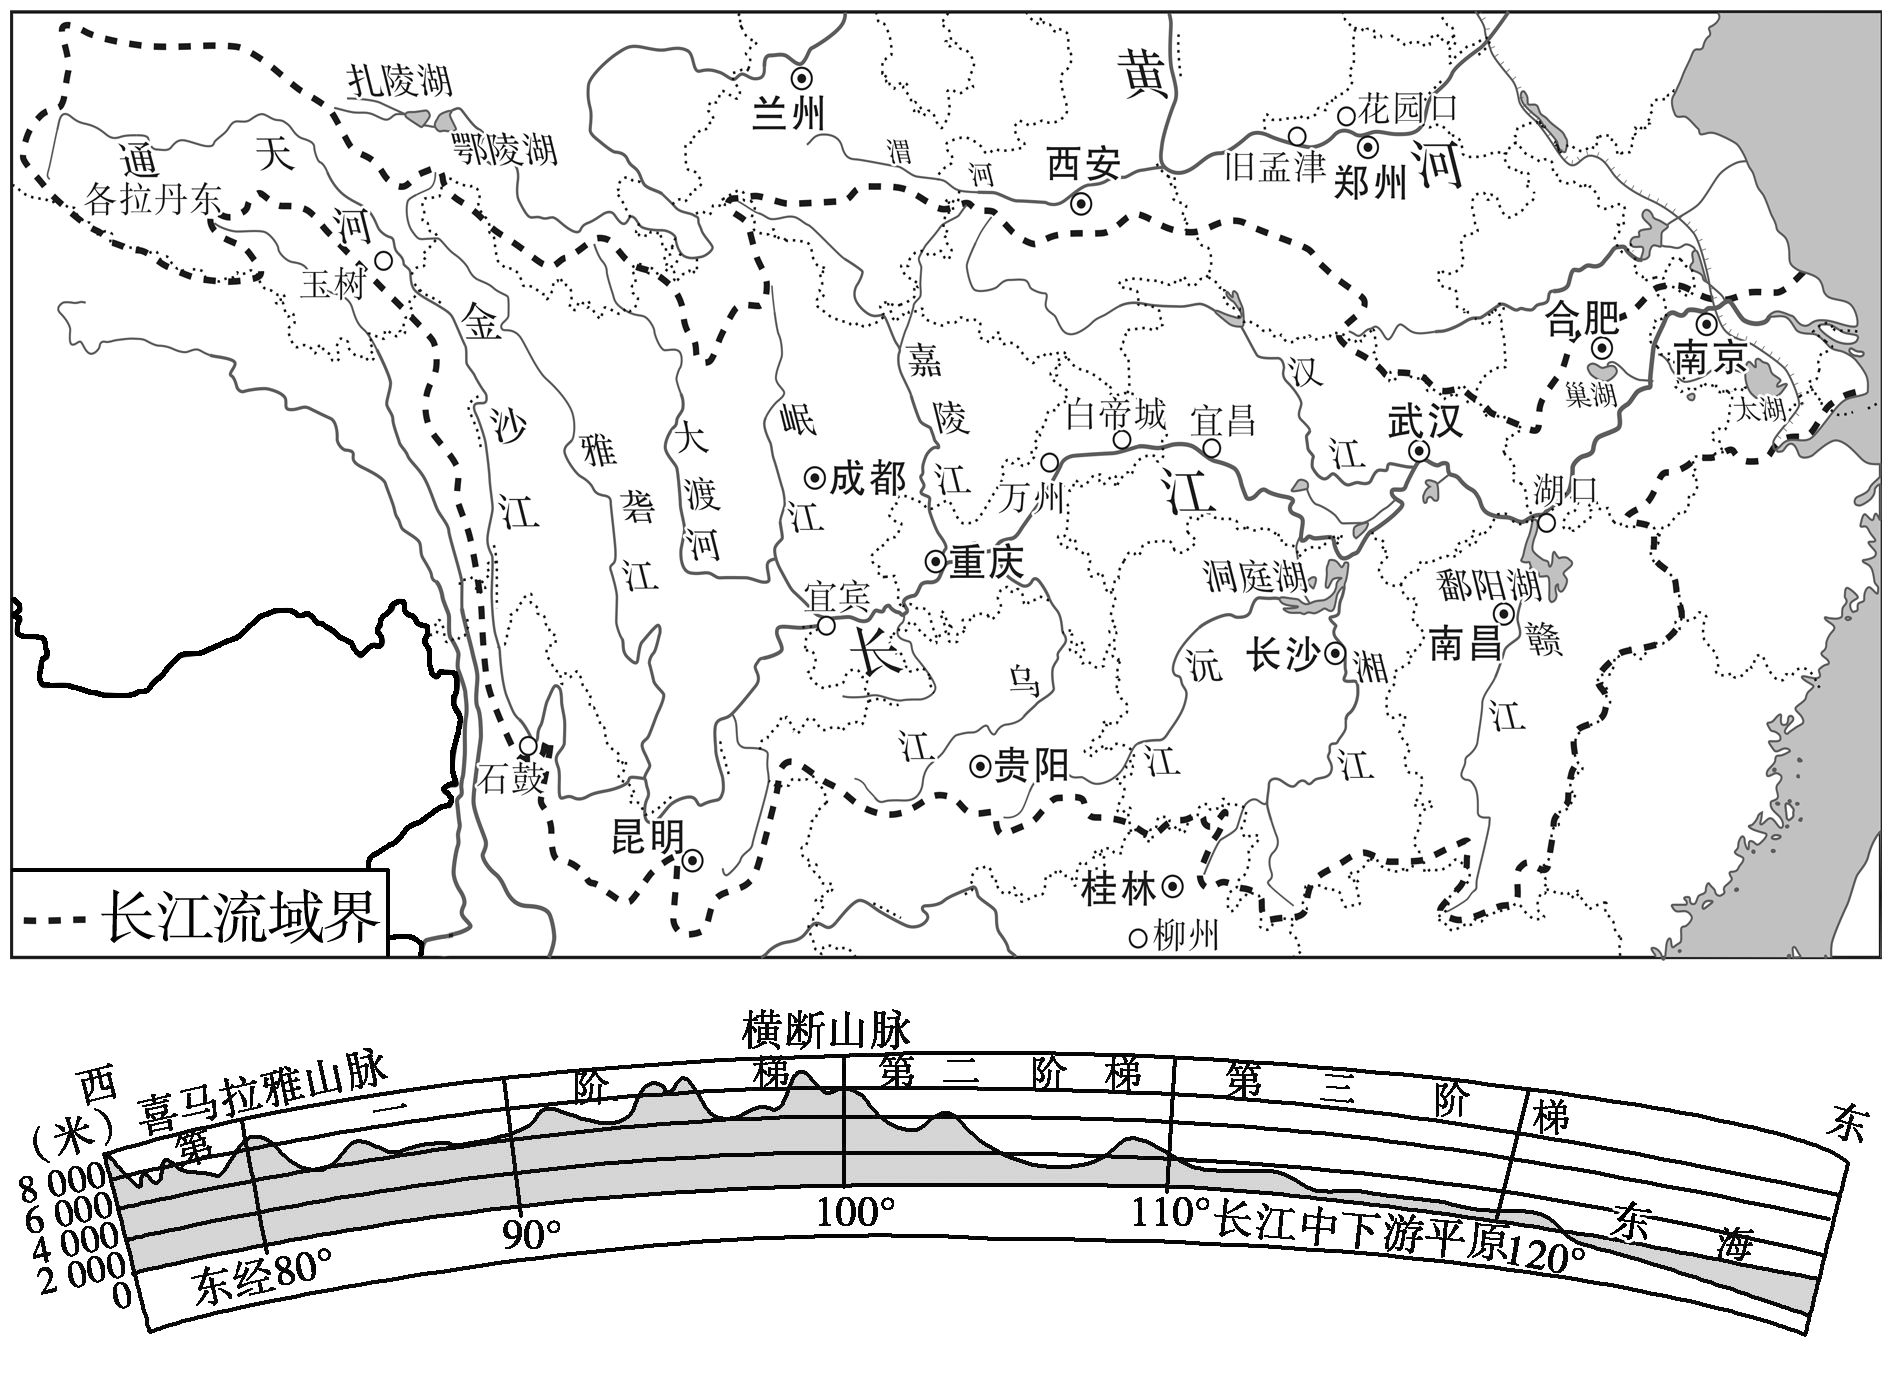 扎陵湖
鄂陵湖
兰州
黄
花园口
旧孟津
郑州
河
渭
河
西安
通
天
河
各拉丹东
玉树
金
沙
江
雅
砻
江
大
渡
河
岷
江
成都
嘉
陵
江
汉
江
合肥
巢湖
南京
太湖
白帝城
宜昌
万州
江
武汉
湖口
重庆
宜宾
长
洞庭湖
鄱阳湖
南昌
赣
江
长沙
湘
江
沅
江
乌
江
贵阳
石鼓
昆明
桂林
柳州
长江流域界
横断山脉
西
喜马拉雅山脉
东
第一阶梯
第二阶梯
第三阶梯
(米)
8 000
6 000
4 000
2 000
0
东经80°
90°
100°
110°
长江中下游平原
120°
东海